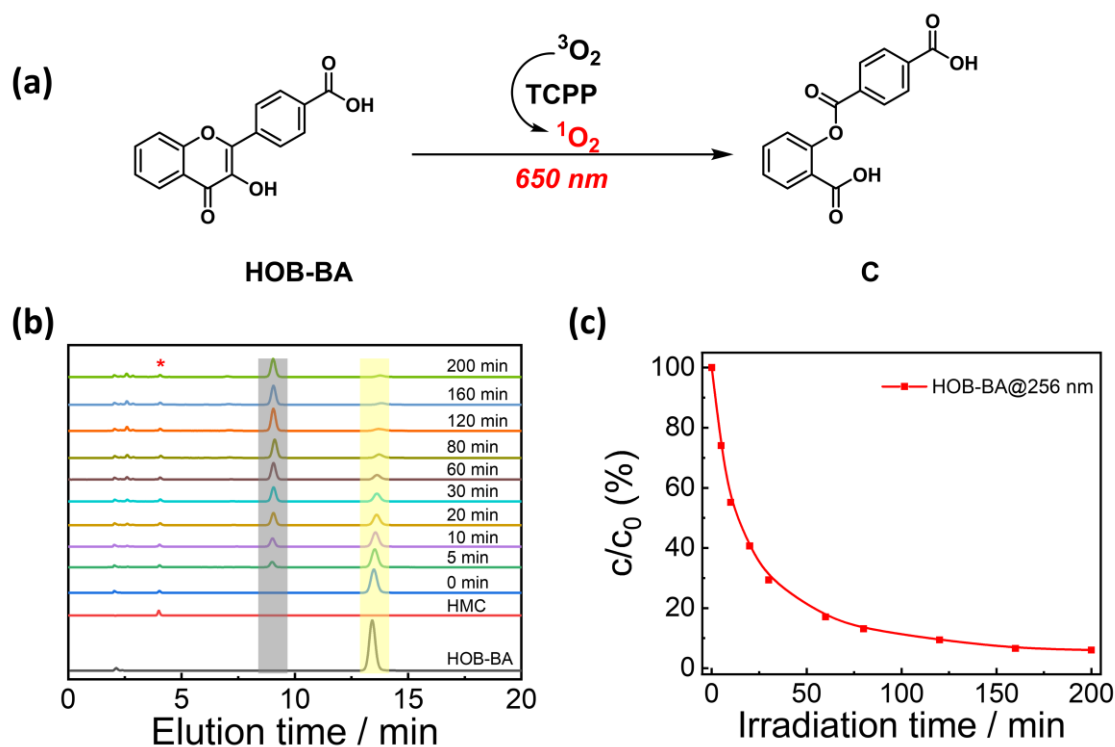 (a)
³O₂
TCPP
¹O₂
650 nm
O
OH
O
OH
O
HOB-BA
O
OH
O
O
OH
O
C
(b)
*
200 min
160 min
120 min
80 min
60 min
30 min
20 min
10 min
5 min
0 min
HMC
HOB-BA
0 5 10 15 20
Elution time / min
(c)
HOB-BA@256 nm
c/c₀ (%)
100
80
60
40
20
0
0 50 100 150 200
Irradiation time / min